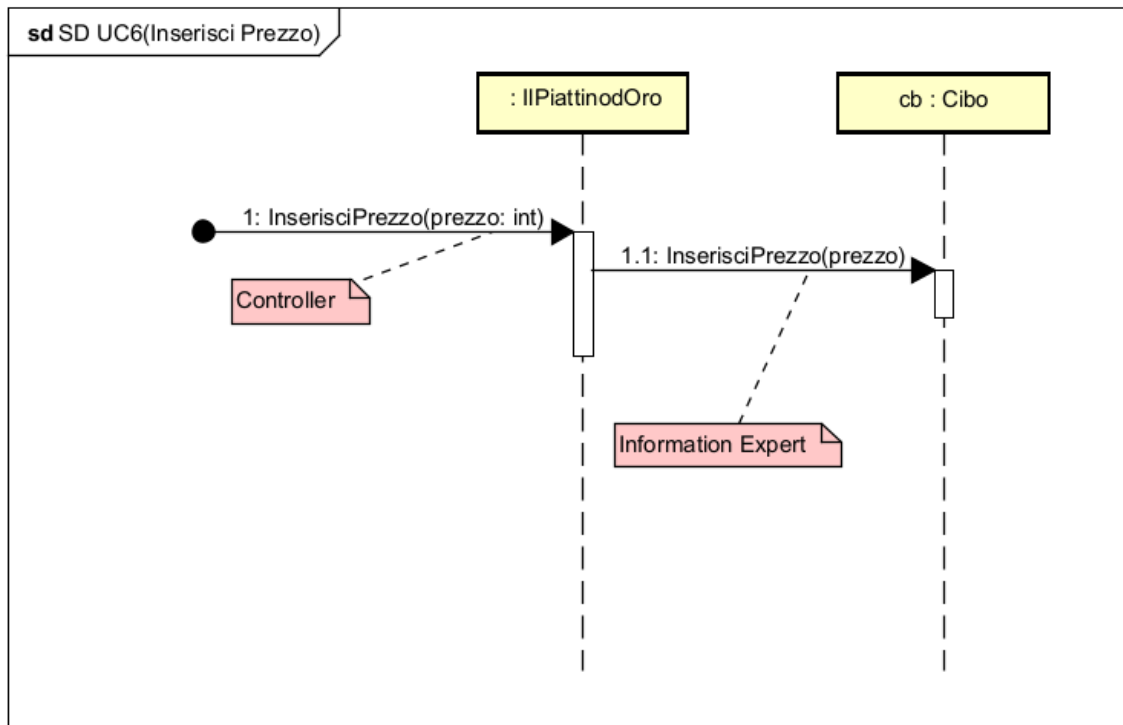 sd SD UC6(Inserisci Prezzo)
: IlPiattinodOro
cb : Cibo
1: InserisciPrezzo(prezzo: int)
1.1: InserisciPrezzo(prezzo)
Controller
Information Expert